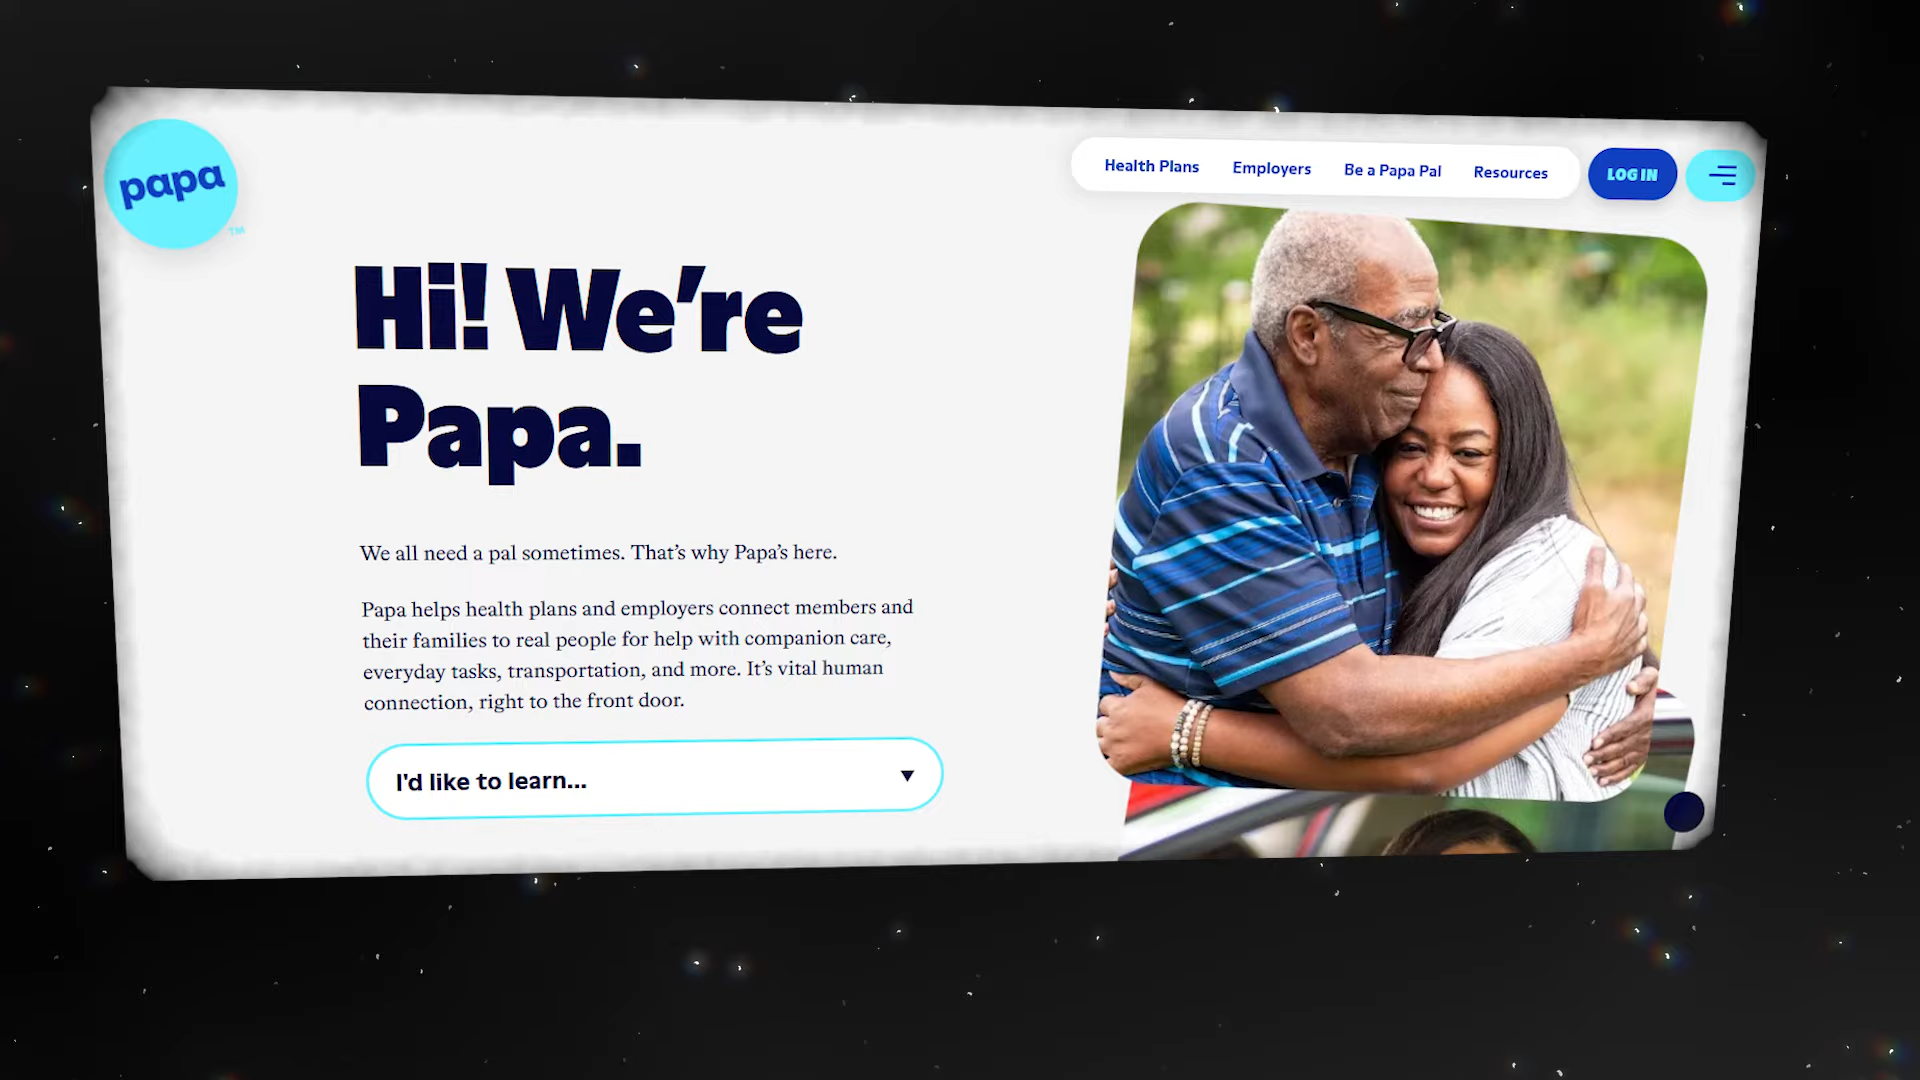 papa
TM
Health Plans
Employers
Be a Papa Pal
Resources
LOG IN
Hi! We’re
Papa.
We all need a pal sometimes. That’s why Papa’s here.
Papa helps health plans and employers connect members and
their families to real people for help with companion care,
everyday tasks, transportation, and more. It’s vital human
connection, right to the front door.
I'd like to learn...